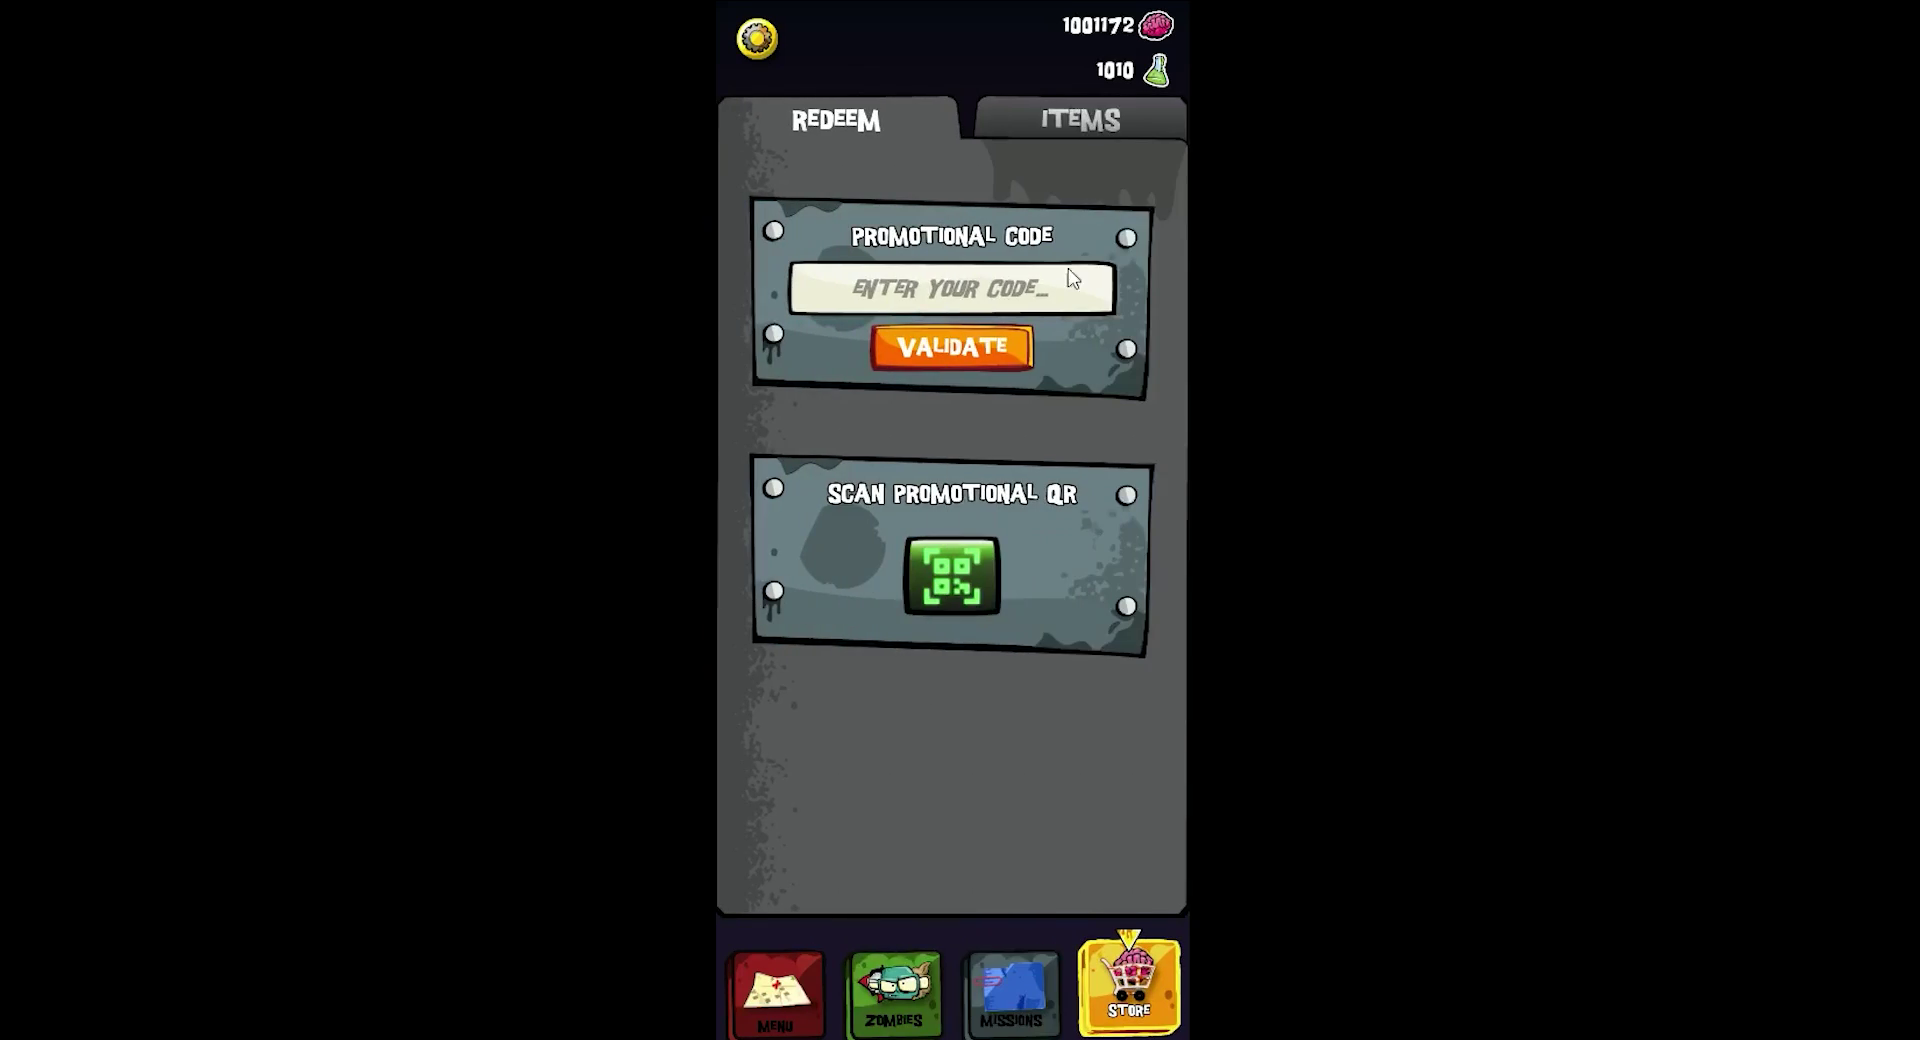 1001172
1010
REDEEM
ITEMS
PROMOTIONAL CODE
ENTER YOUR CODE...
VALIDATE
SCAN PROMOTIONAL QR
MENU
ZOMBIES
MISSIONS
STORE